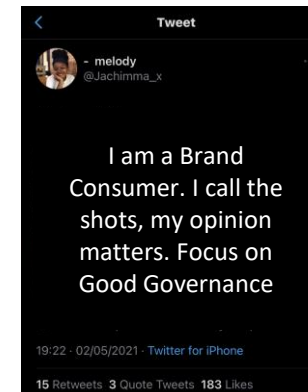 Tweet
- melody
@Jachimma_x
I am a Brand
Consumer. I call the
shots, my opinion
matters. Focus on
Good Governance
19:22 · 02/05/2021 · Twitter for iPhone
15 Retweets 3 Quote Tweets 183 Likes